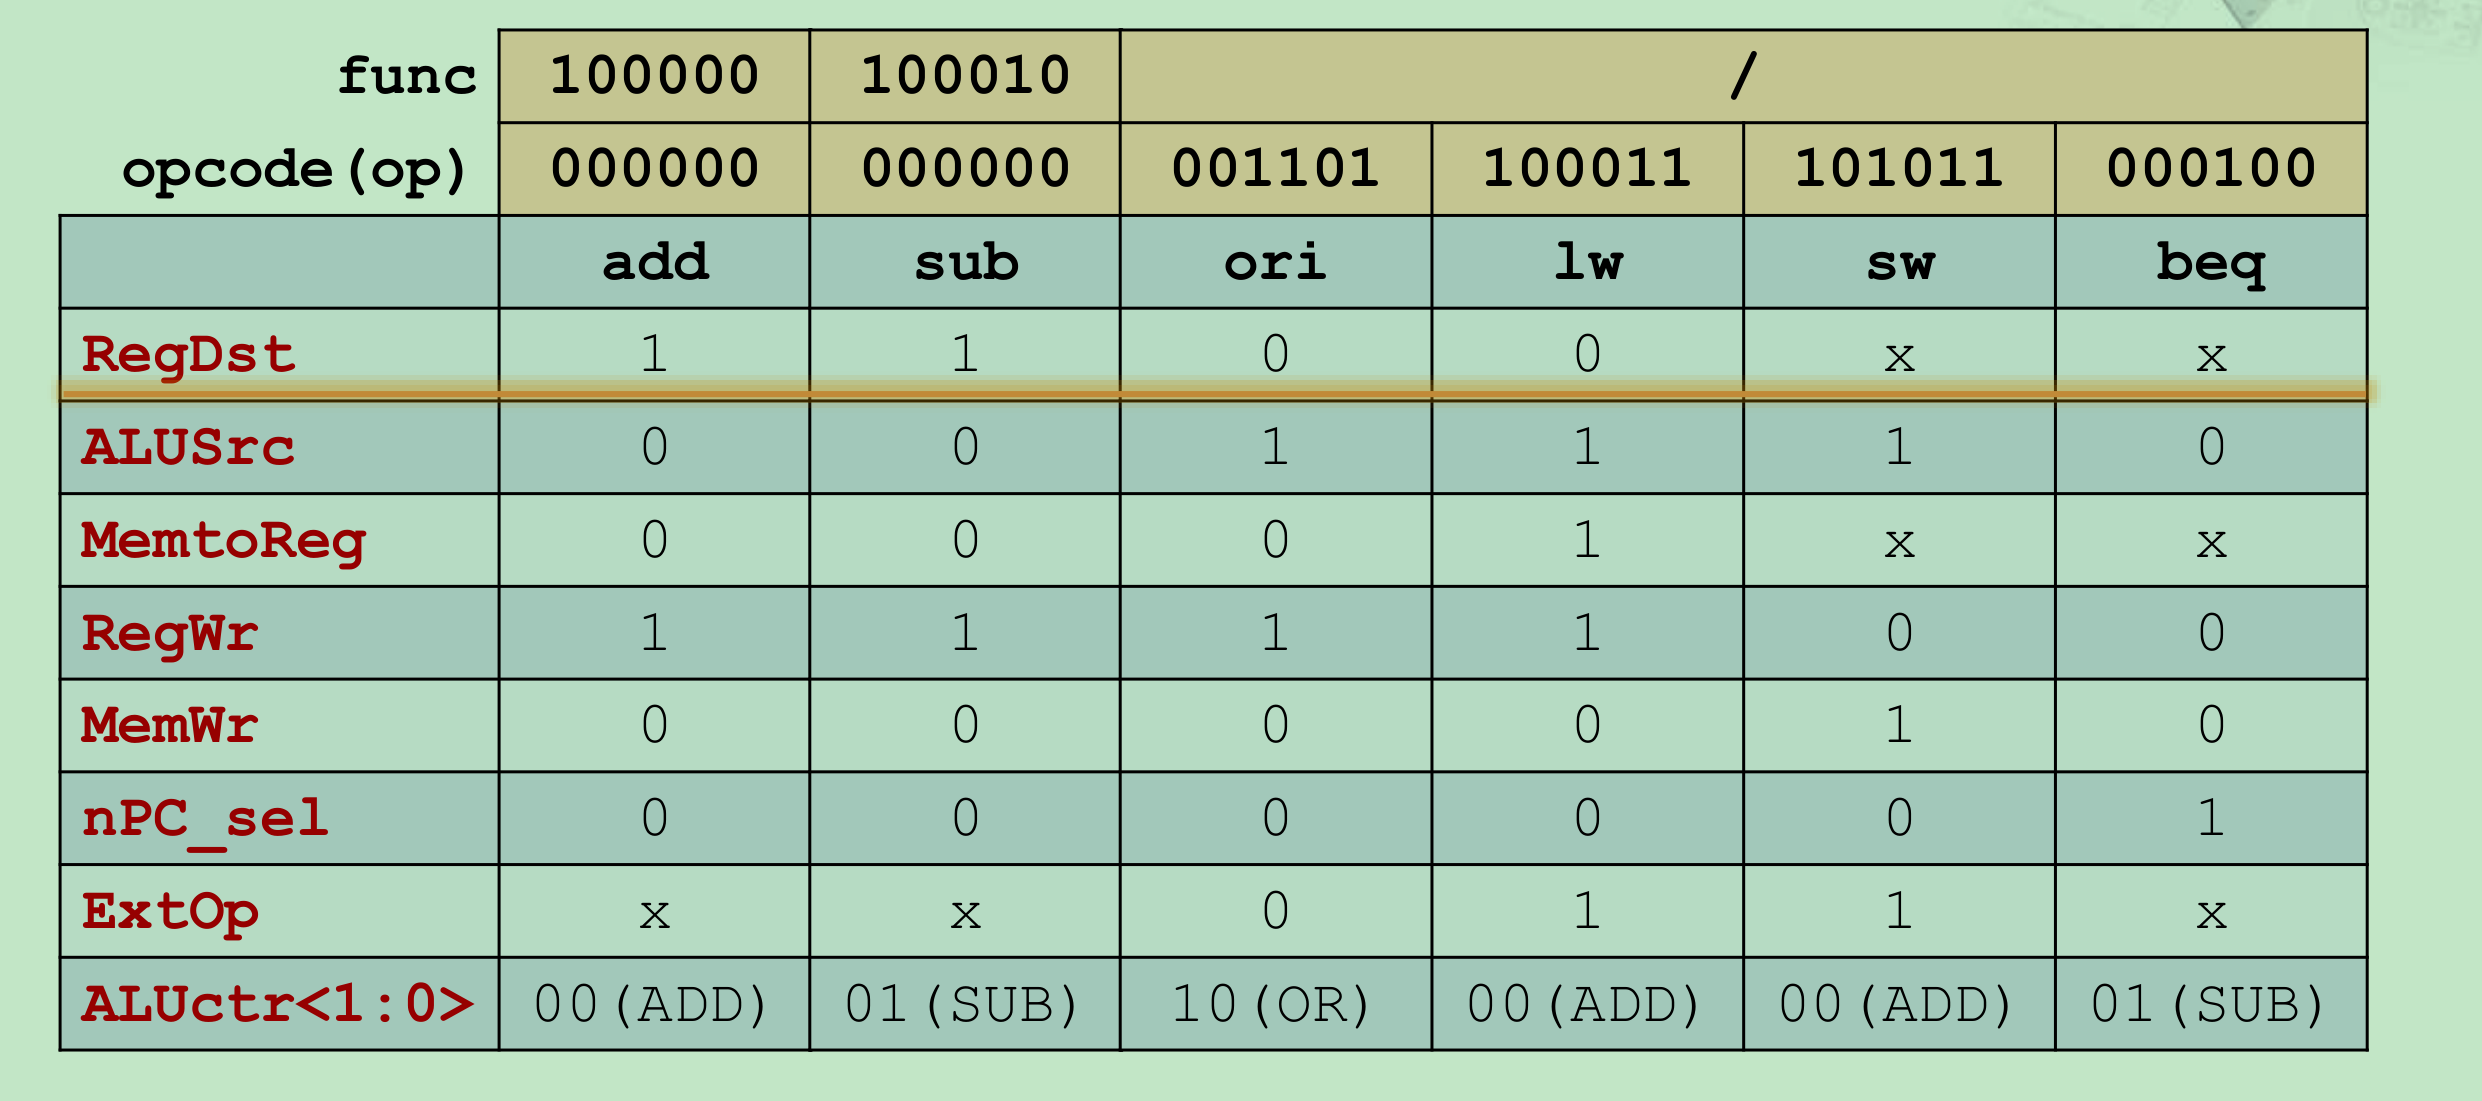 func 100000 100010 /
opcode(op) 000000 000000 001101 100011 101011 000100
add sub ori lw sw beq
RegDst 1 1 0 0 x x
ALUSrc 0 0 1 1 1 0
MemtoReg 0 0 0 1 x x
RegWr 1 1 1 1 0 0
MemWr 0 0 0 0 1 0
nPC_sel 0 0 0 0 0 1
ExtOp x x 0 1 1 x
ALUctr<1:0> 00(ADD) 01(SUB) 10(OR) 00(ADD) 00(ADD) 01(SUB)